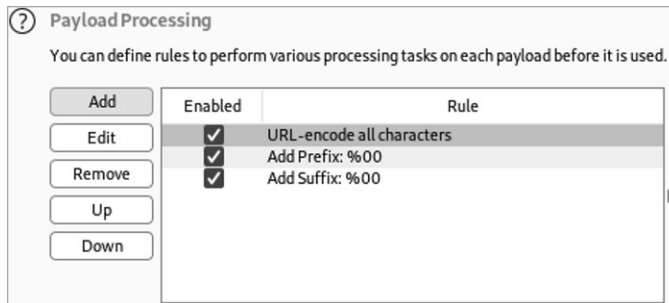 Payload Processing
You can define rules to perform various processing tasks on each payload before it is used.
Add
Enabled Rule
Edit
URL-encode all characters
Add Prefix: %00
Remove
Add Suffix: %00
Up
Down